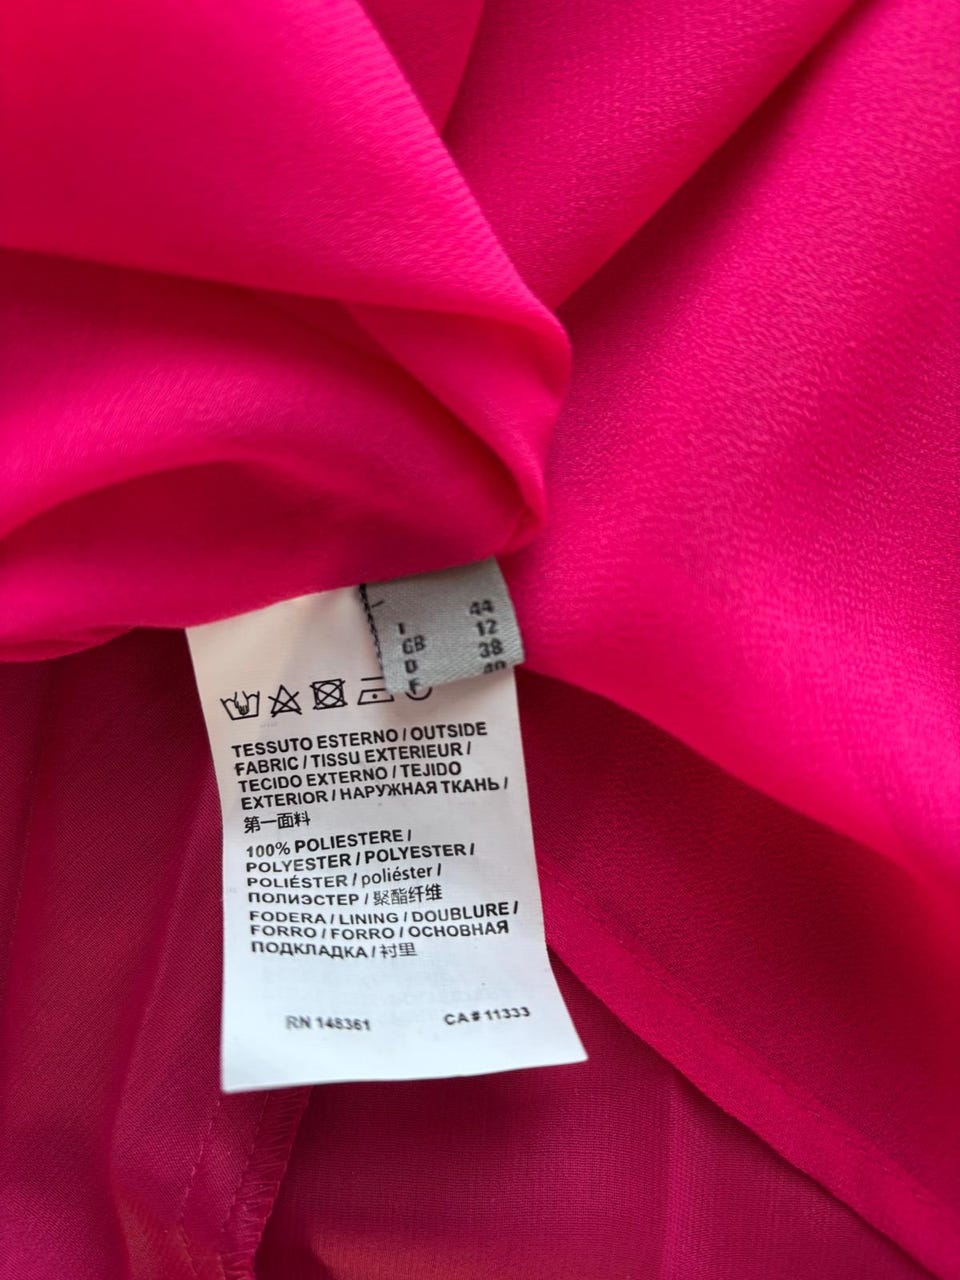 44
I 12
GB 38
D 40
F
TESSUTO ESTERNO / OUTSIDE
FABRIC / TISSU EXTERIEUR /
TECIDO EXTERNO / TEJIDO
EXTERIOR / НАРУЖНАЯ ТКАНЬ /
第一面料
100% POLIESTERE /
POLYESTER / POLYESTER /
POLIÉSTER / poliéster /
ПОЛИЭСТЕР / 聚酯纤维
FODERA / LINING / DOUBLURE /
FORRO / FORRO / ОСНОВНАЯ
ПОДКЛАДКА / 衬里
RN 148361
CA # 11333